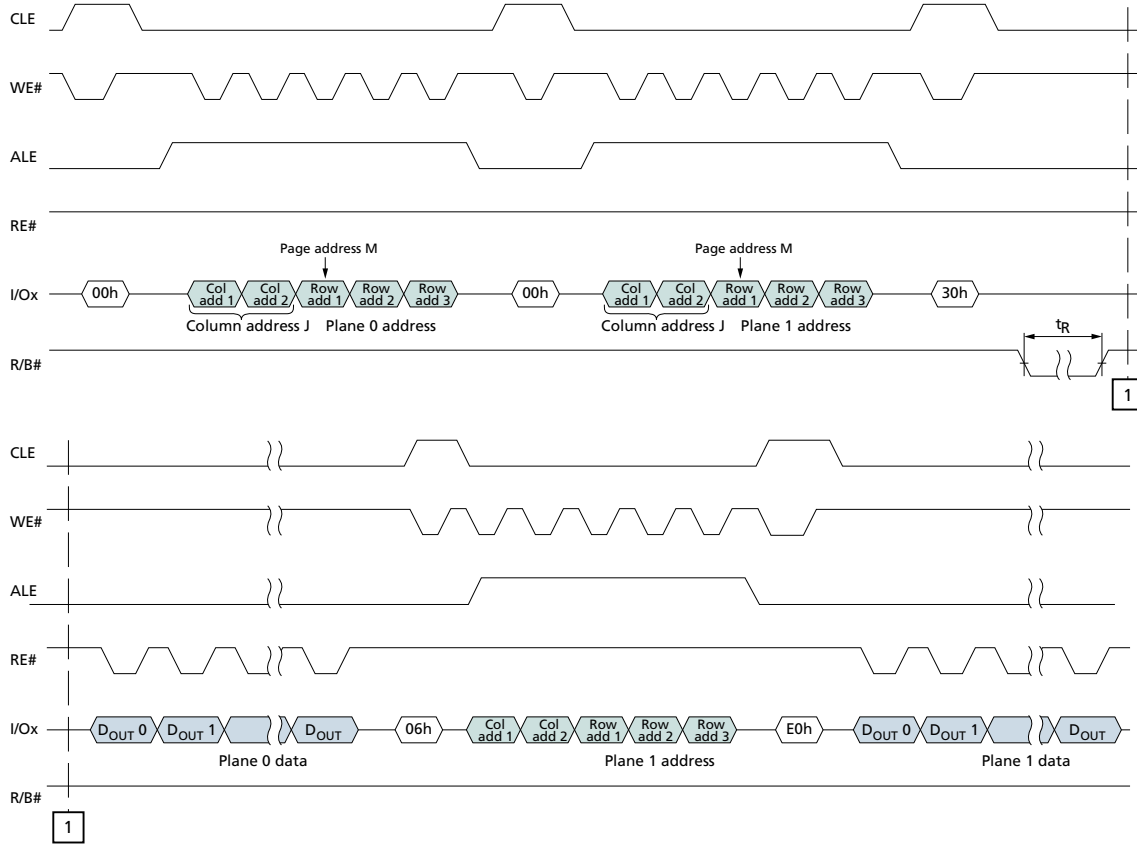 CLE
WE#
ALE
RE#
Page address M
Page address M
I/Ox
00h
Col add 1
Col add 2
Row add 1
Row add 2
Row add 3
00h
Col add 1
Col add 2
Row add 1
Row add 2
Row add 3
30h
Column address J
Plane 0 address
Column address J
Plane 1 address
tR
R/B#
1
CLE
WE#
ALE
RE#
I/Ox
DOUT 0
DOUT 1
DOUT
06h
Col add 1
Col add 2
Row add 1
Row add 2
Row add 3
E0h
DOUT 0
DOUT 1
DOUT
Plane 0 data
Plane 1 address
Plane 1 data
R/B#
1